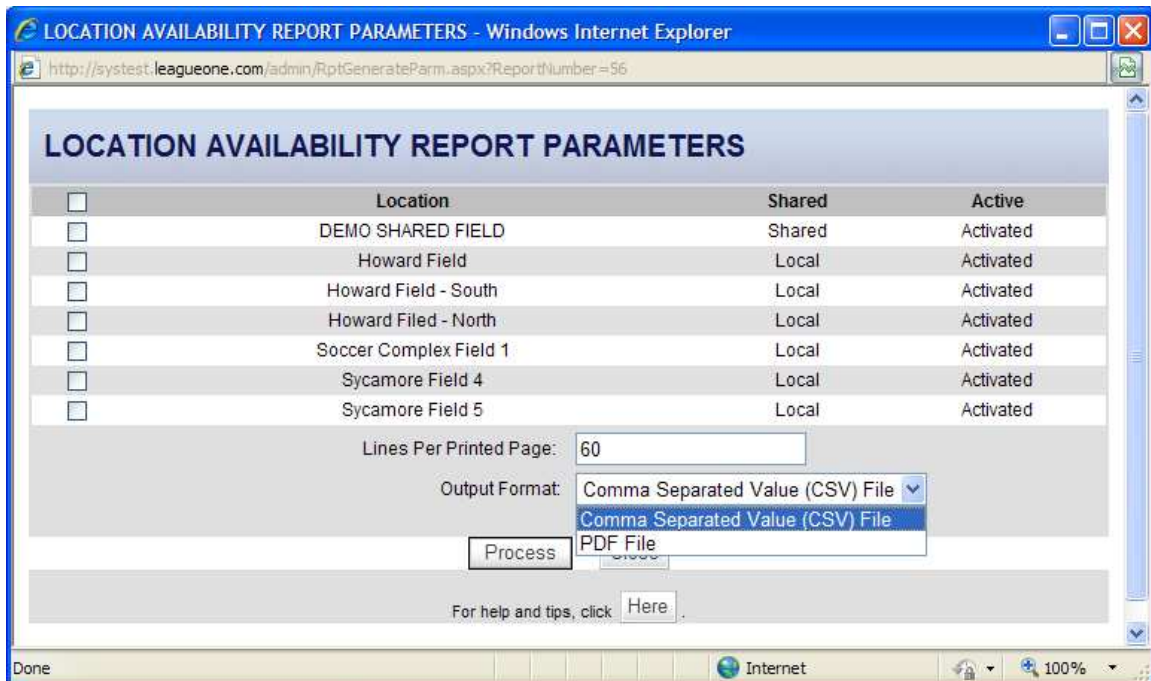 LOCATION AVAILABILITY REPORT PARAMETERS - Windows Internet Explorer
http://systest.leagueone.com/admin/RptGenerateParm.aspx?ReportNumber=56
LOCATION AVAILABILITY REPORT PARAMETERS
Location Shared Active
DEMO SHARED FIELD Shared Activated
Howard Field Local Activated
Howard Field - South Local Activated
Howard Filed - North Local Activated
Soccer Complex Field 1 Local Activated
Sycamore Field 4 Local Activated
Sycamore Field 5 Local Activated
Lines Per Printed Page: 60
Output Format: Comma Separated Value (CSV) File
Comma Separated Value (CSV) File
PDF File
Process
For help and tips, click Here .
Done Internet 100%